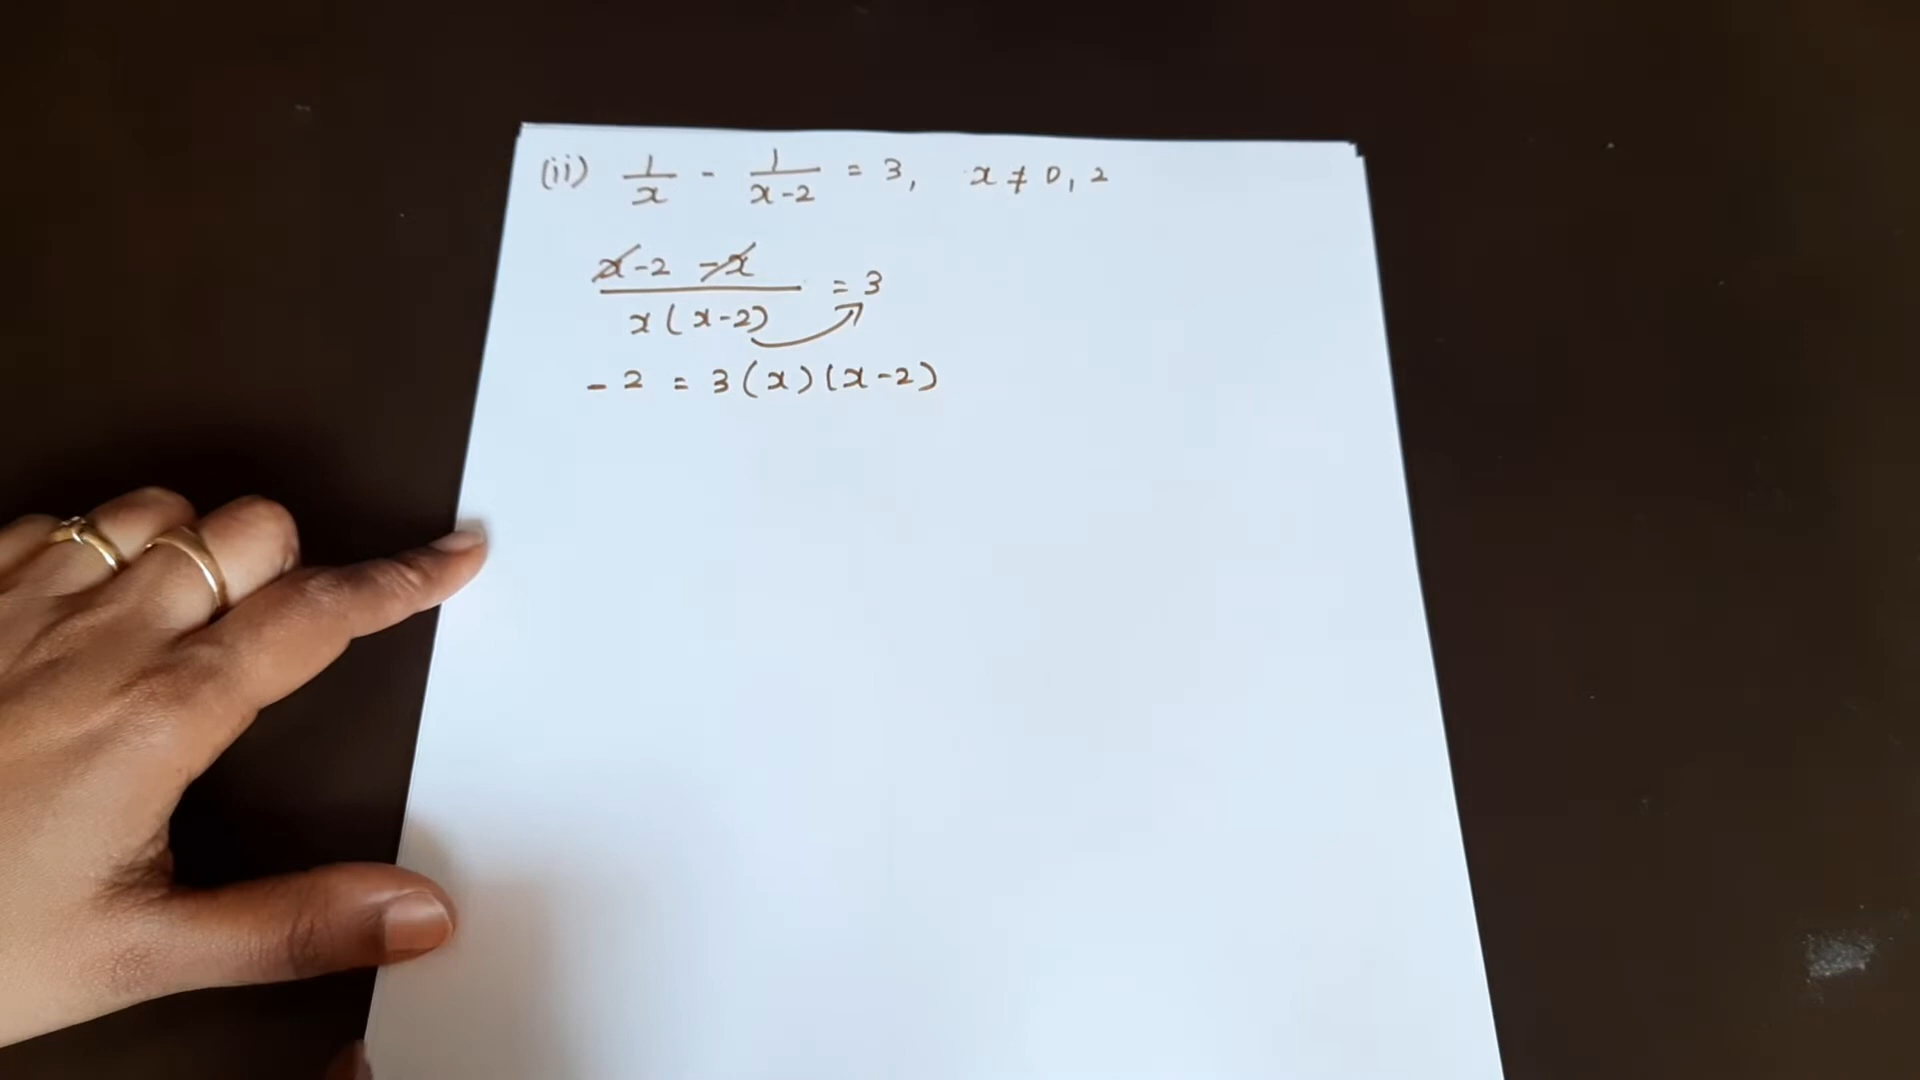 (ii) 1/x - 1/(x-2) = 3, x ≠ 0, 2
(x-2 -x)/(x(x-2)) = 3
-2 = 3(x)(x-2)